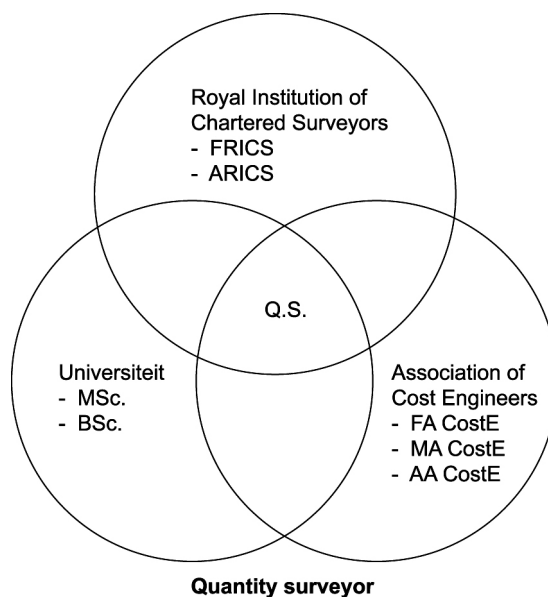 Royal Institution of
Chartered Surveyors
- FRICS
- ARICS
Q.S.
Universiteit
- MSc.
- BSc.
Association of
Cost Engineers
- FA CostE
- MA CostE
- AA CostE
Quantity surveyor